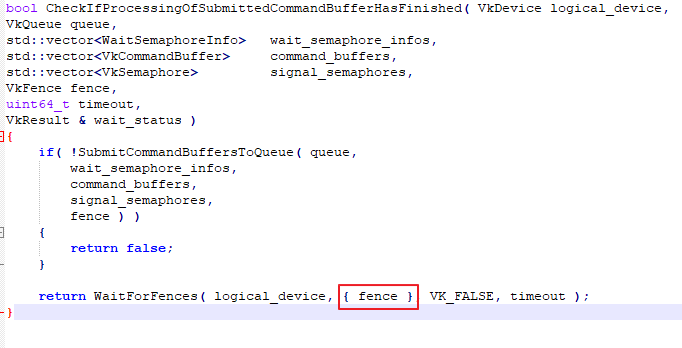 bool CheckIfProcessingOfSubmittedCommandBufferHasFinished( VkDevice logical_device,
VkQueue queue,
std::vector<WaitSemaphoreInfo>   wait_semaphore_infos,
std::vector<VkCommandBuffer>     command_buffers,
std::vector<VkSemaphore>         signal_semaphores,
VkFence fence,
uint64_t timeout,
VkResult & wait_status )
{
    if( !SubmitCommandBuffersToQueue( queue,
        wait_semaphore_infos,
        command_buffers,
        signal_semaphores,
        fence ) )
    {
        return false;
    }
    return WaitForFences( logical_device, { fence }  VK_FALSE, timeout );
}